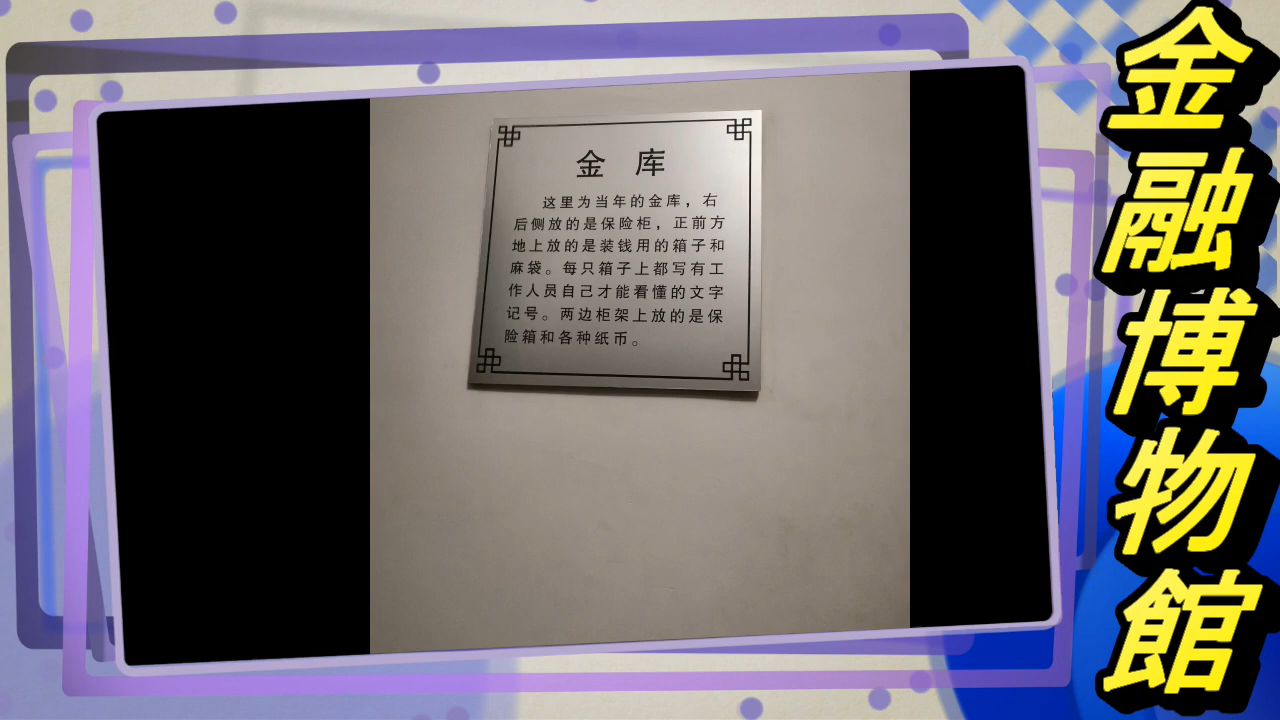 金库
这里为当年的金库，右
后侧放的是保险柜，正前方
地上放的是装钱用的箱子和
麻袋。每只箱子上都写有工
作人员自己才能看懂的文字
记号。两边柜架上放的是保
险箱和各种纸币。
金融博物館